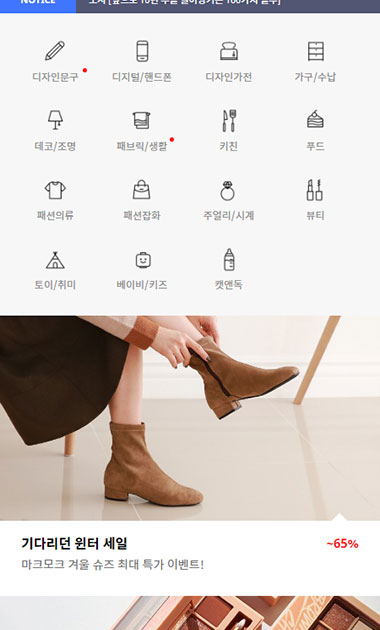 NOTICE
디자인문구 디지털/핸드폰 디자인가전 가구/수납
데코/조명 패브릭/생활 키친 푸드
패션의류 패션잡화 주얼리/시계 뷰티
토이/취미 베이비/키즈 캣앤독
기다리던 윈터 세일 ~65%
마크모크 겨울 슈즈 최대 특가 이벤트!